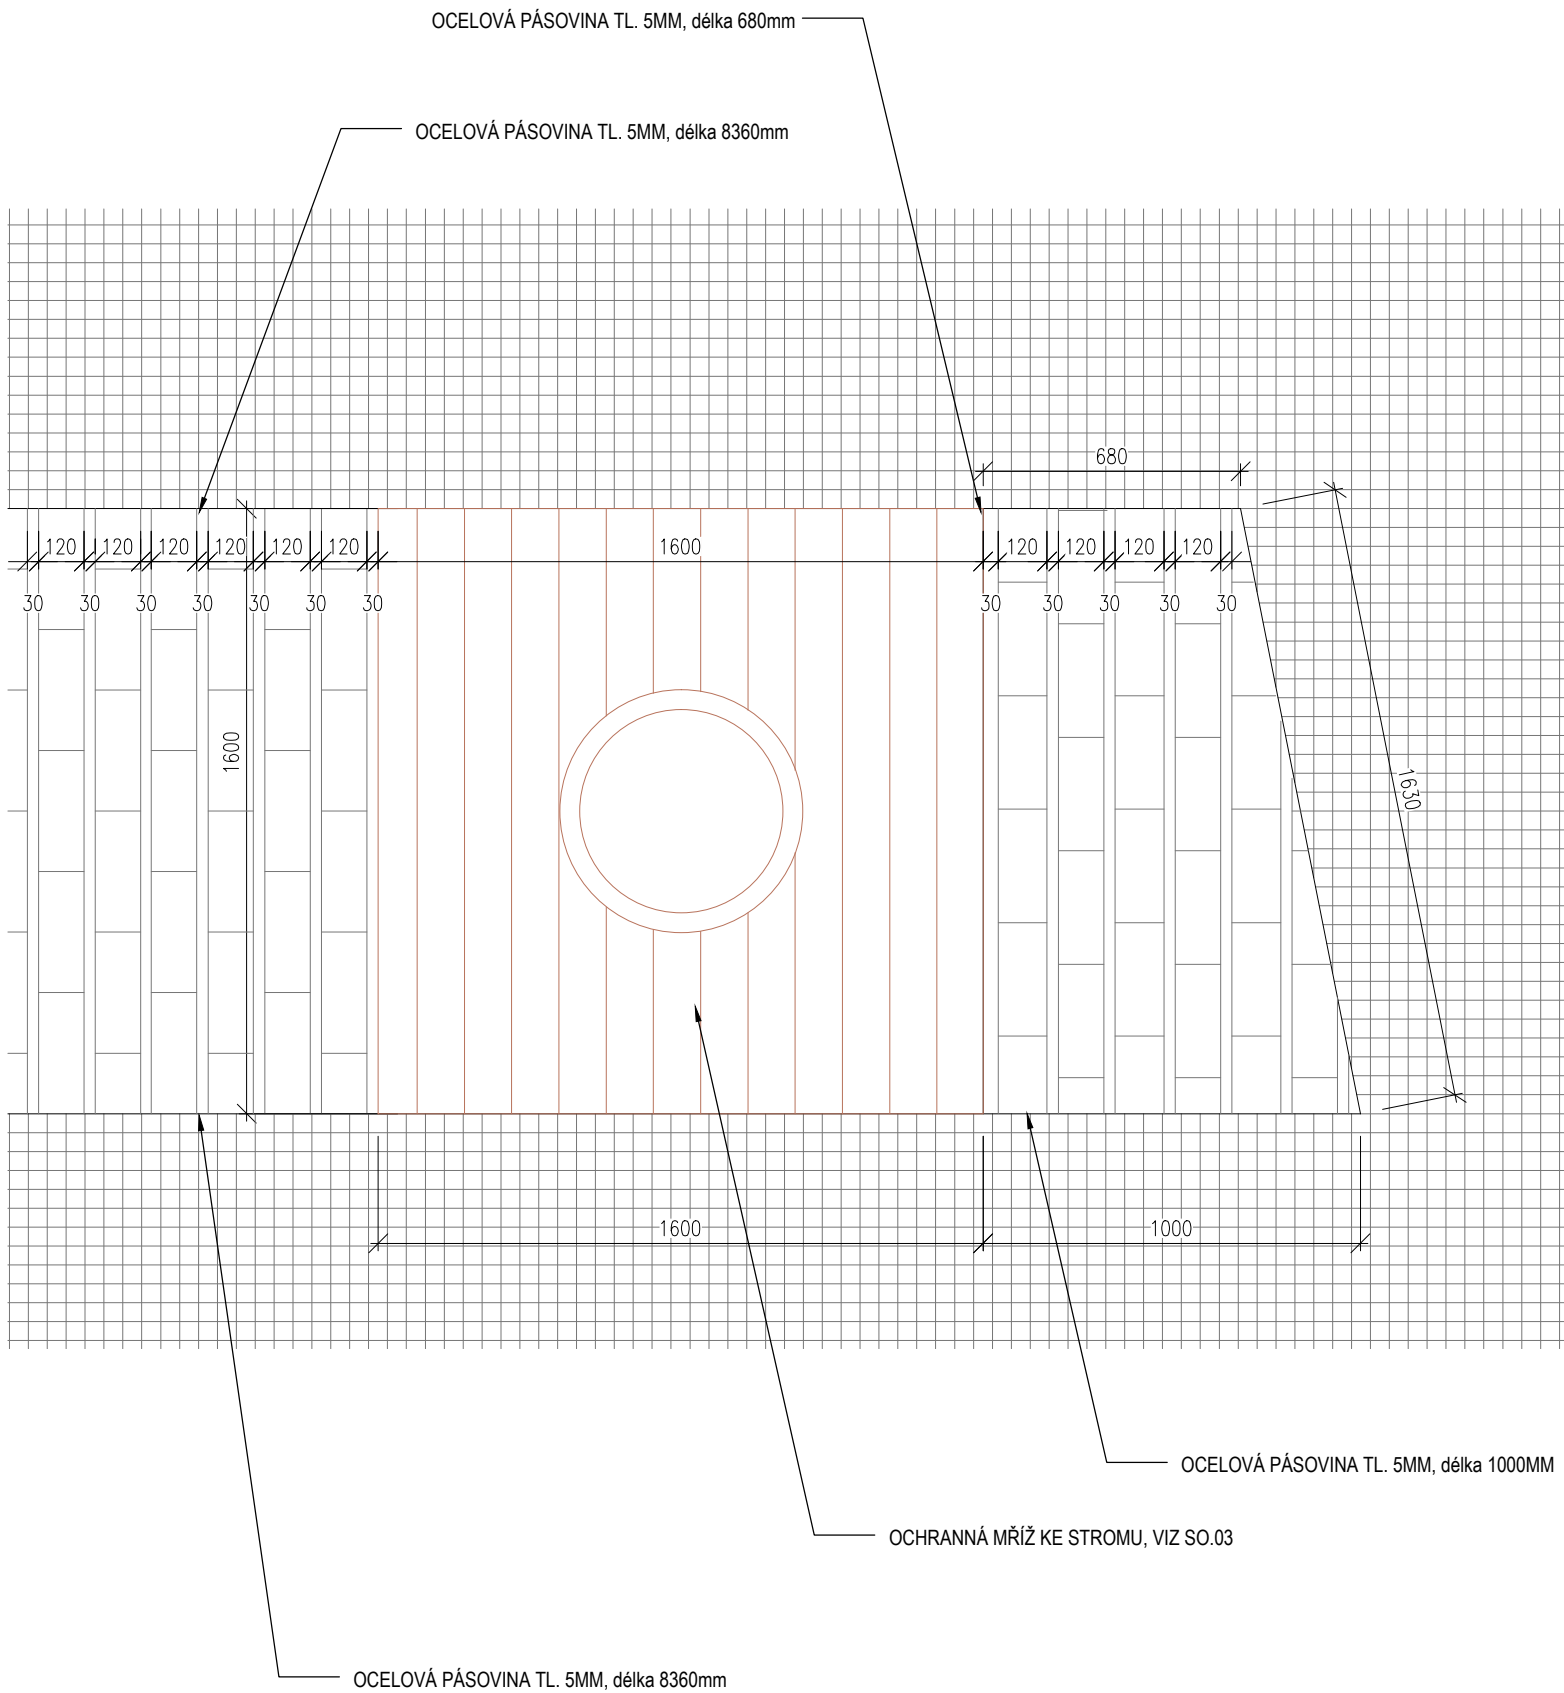 OCELOVÁ PÁSOVINA TL. 5MM, délka 680mm
OCELOVÁ PÁSOVINA TL. 5MM, délka 8360mm
680
120 120 120 120 120 120 1600 120 120 120 120
30 30 30 30 30 30 30 30 30 30 30 30
1600
1630
1600 1000
OCELOVÁ PÁSOVINA TL. 5MM, délka 1000MM
OCHRANNÁ MŘÍŽ KE STROMU, VIZ SO.03
OCELOVÁ PÁSOVINA TL. 5MM, délka 8360mm